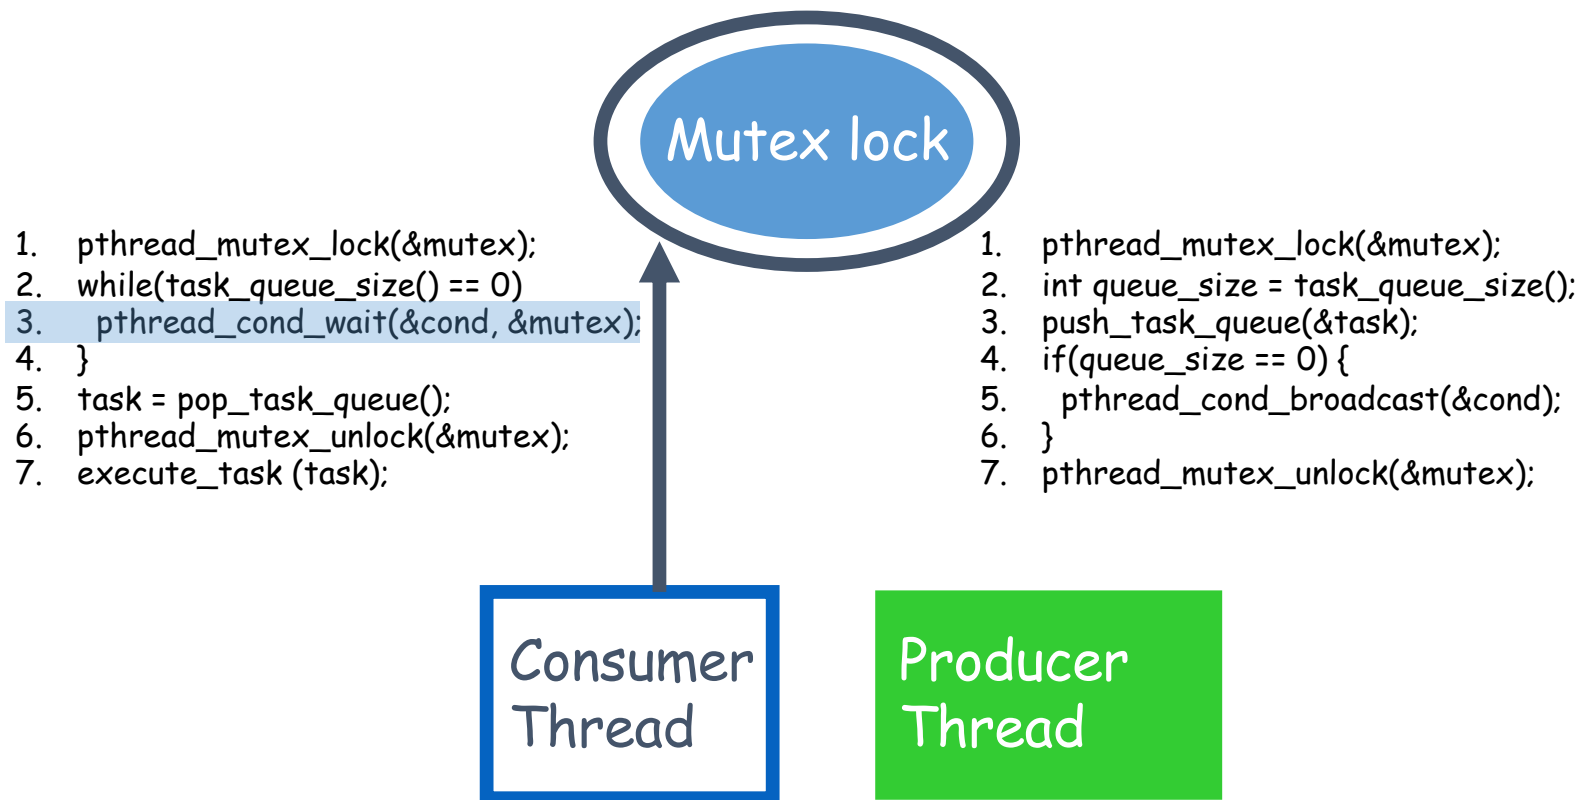 Mutex lock
1. pthread_mutex_lock(&mutex);
2. while(task_queue_size() == 0)
3. pthread_cond_wait(&cond, &mutex);
4. }
5. task = pop_task_queue();
6. pthread_mutex_unlock(&mutex);
7. execute_task (task);
1. pthread_mutex_lock(&mutex);
2. int queue_size = task_queue_size();
3. push_task_queue(&task);
4. if(queue_size == 0) {
5. pthread_cond_broadcast(&cond);
6. }
7. pthread_mutex_unlock(&mutex);
Consumer
Thread
Producer
Thread